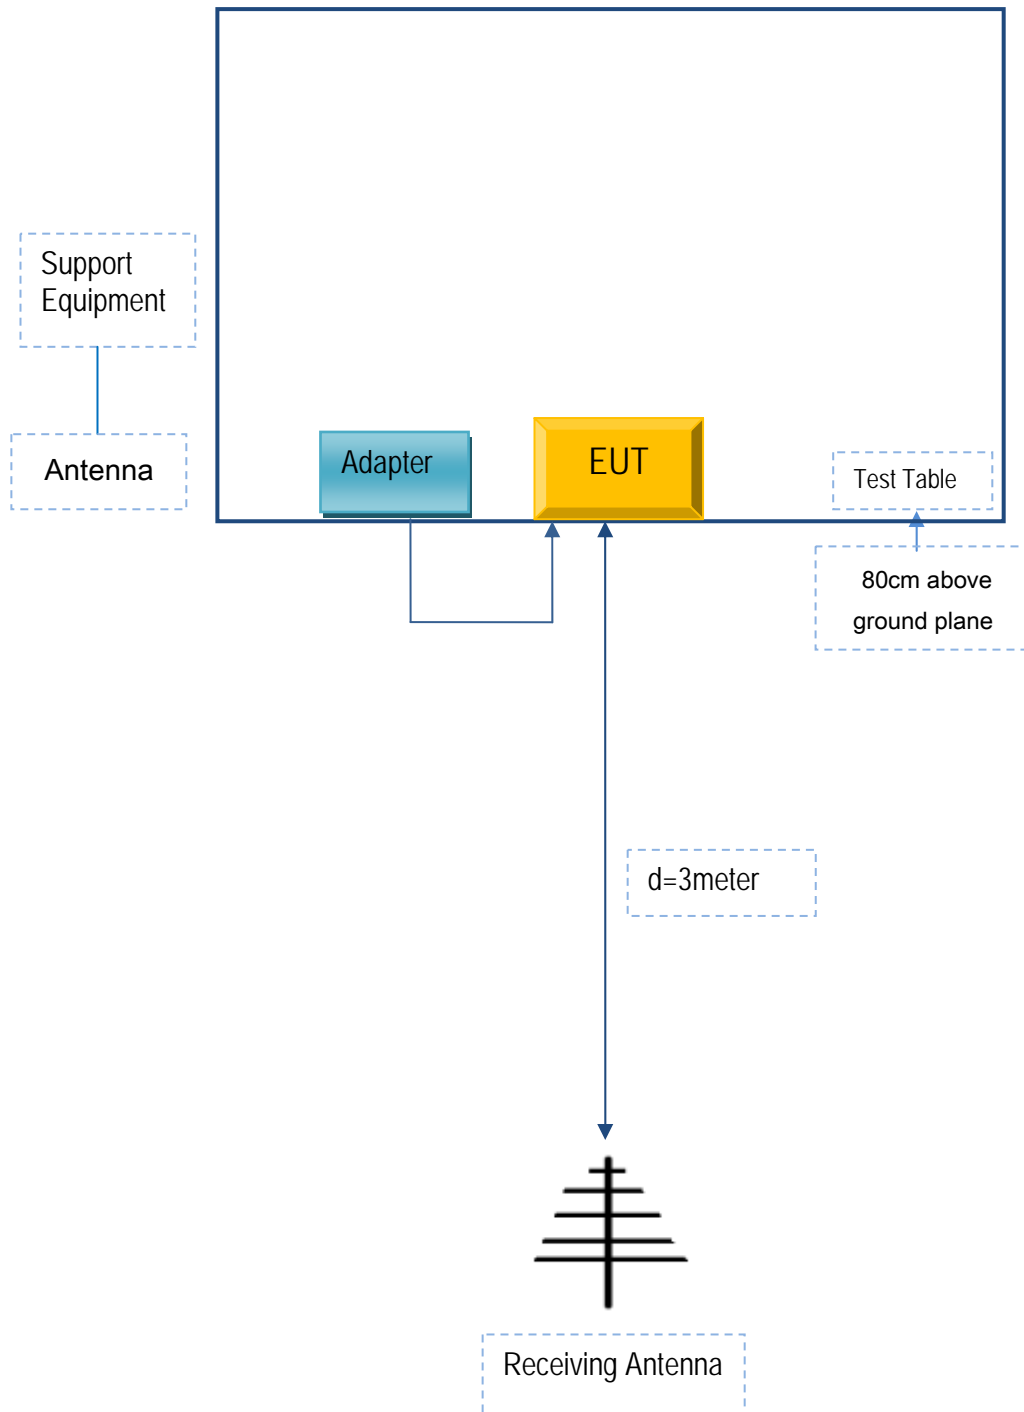 Support
Equipment
Antenna
Adapter
EUT
Test Table
80cm above
ground plane
d=3meter
Receiving Antenna